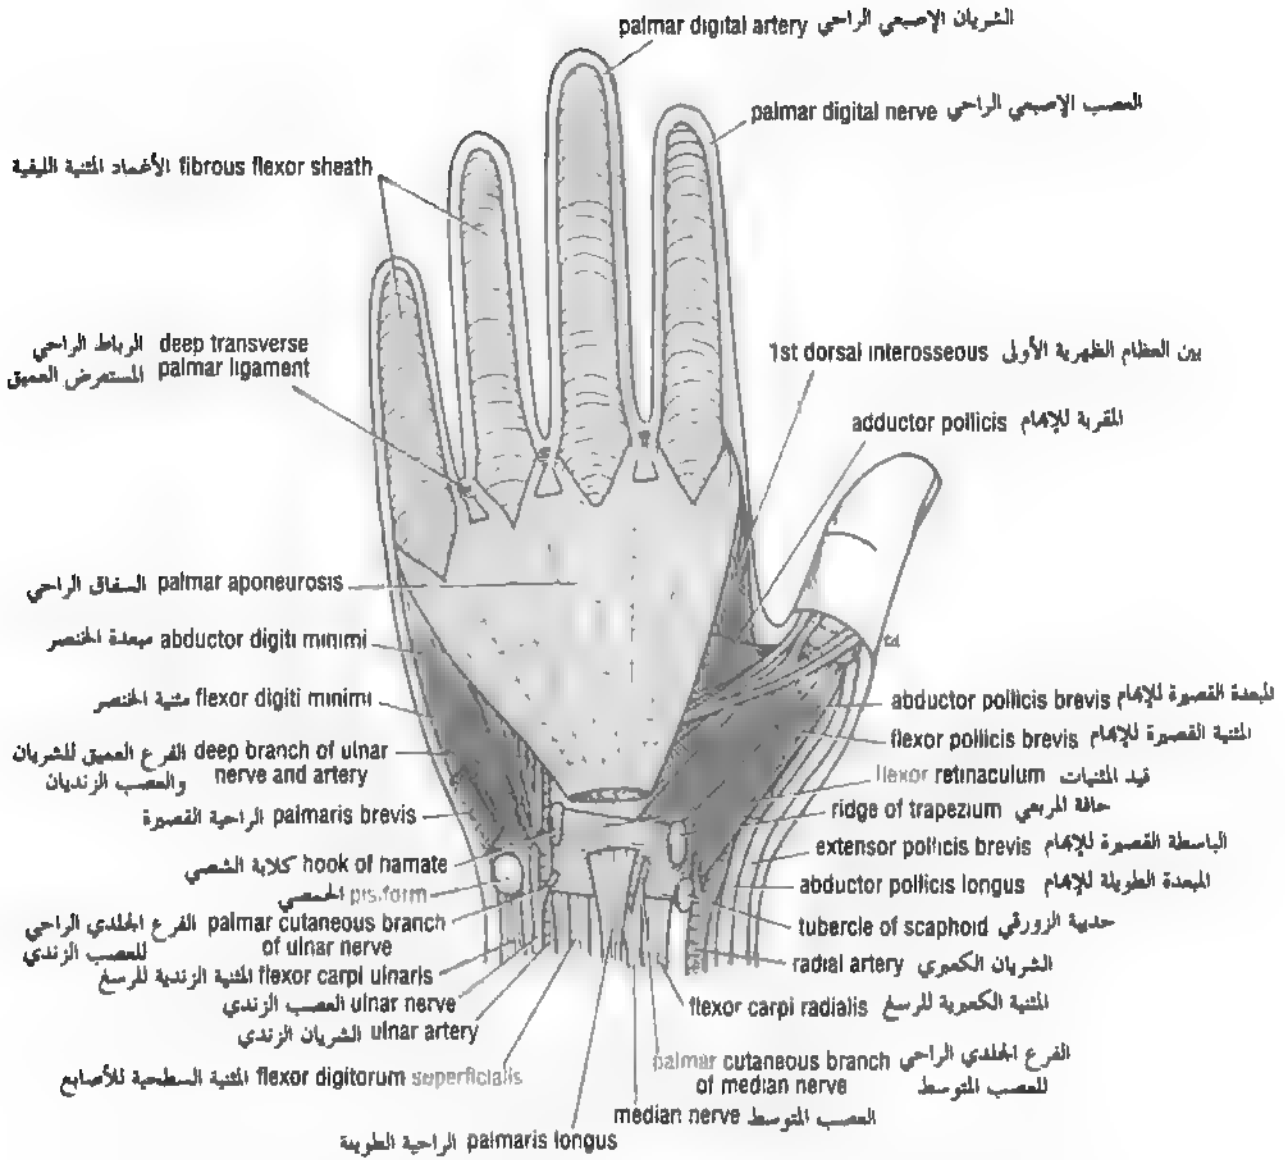 palmar digital artery الشريان الإصبعي الراحي
palmar digital nerve العصب الإصبعي الراحي
الأغماد المثنية الليفية fibrous flexor sheath
الرباط الراحي deep transverse
المستعرض العميق palmar ligament
1st dorsal interosseous بين العظام الظهرية الأولى
adductor pollicis المقربة للإبهام
السفاق الراحي palmar aponeurosis
مبعدة الخنصر abductor digiti minimi
مثنية الخنصر flexor digiti minimi
الفرع العميق للشريان deep branch of ulnar
والعصب الزنديان nerve and artery
الراحية القصيرة palmaris brevis
كلابة الشصي hook of hamate
الحمصي pisiform
الفرع الجلدي الراحي palmar cutaneous branch
للعصب الزندي of ulnar nerve
المثنية الزندية للرسغ flexor carpi ulnaris
العصب الزندي ulnar nerve
الشريان الزندي ulnar artery
المثنية السطحية للأصابع flexor digitorum superficialis
الراحية الطويلة palmaris longus
abductor pollicis brevis المبعدة القصيرة للإبهام
flexor pollicis brevis المثنية القصيرة للإبهام
flexor retinaculum قيد المثنيات
ridge of trapezium حافة المربعي
extensor pollicis brevis الباسطة القصيرة للإبهام
abductor pollicis longus المبعدة الطويلة للإبهام
tubercle of scaphoid حديبة الزورقي
radial artery الشريان الكعبري
flexor carpi radialis المثنية الكعبرية للرسغ
palmar cutaneous branch الفرع الجلدي الراحي
of median nerve للعصب المتوسط
median nerve العصب المتوسط